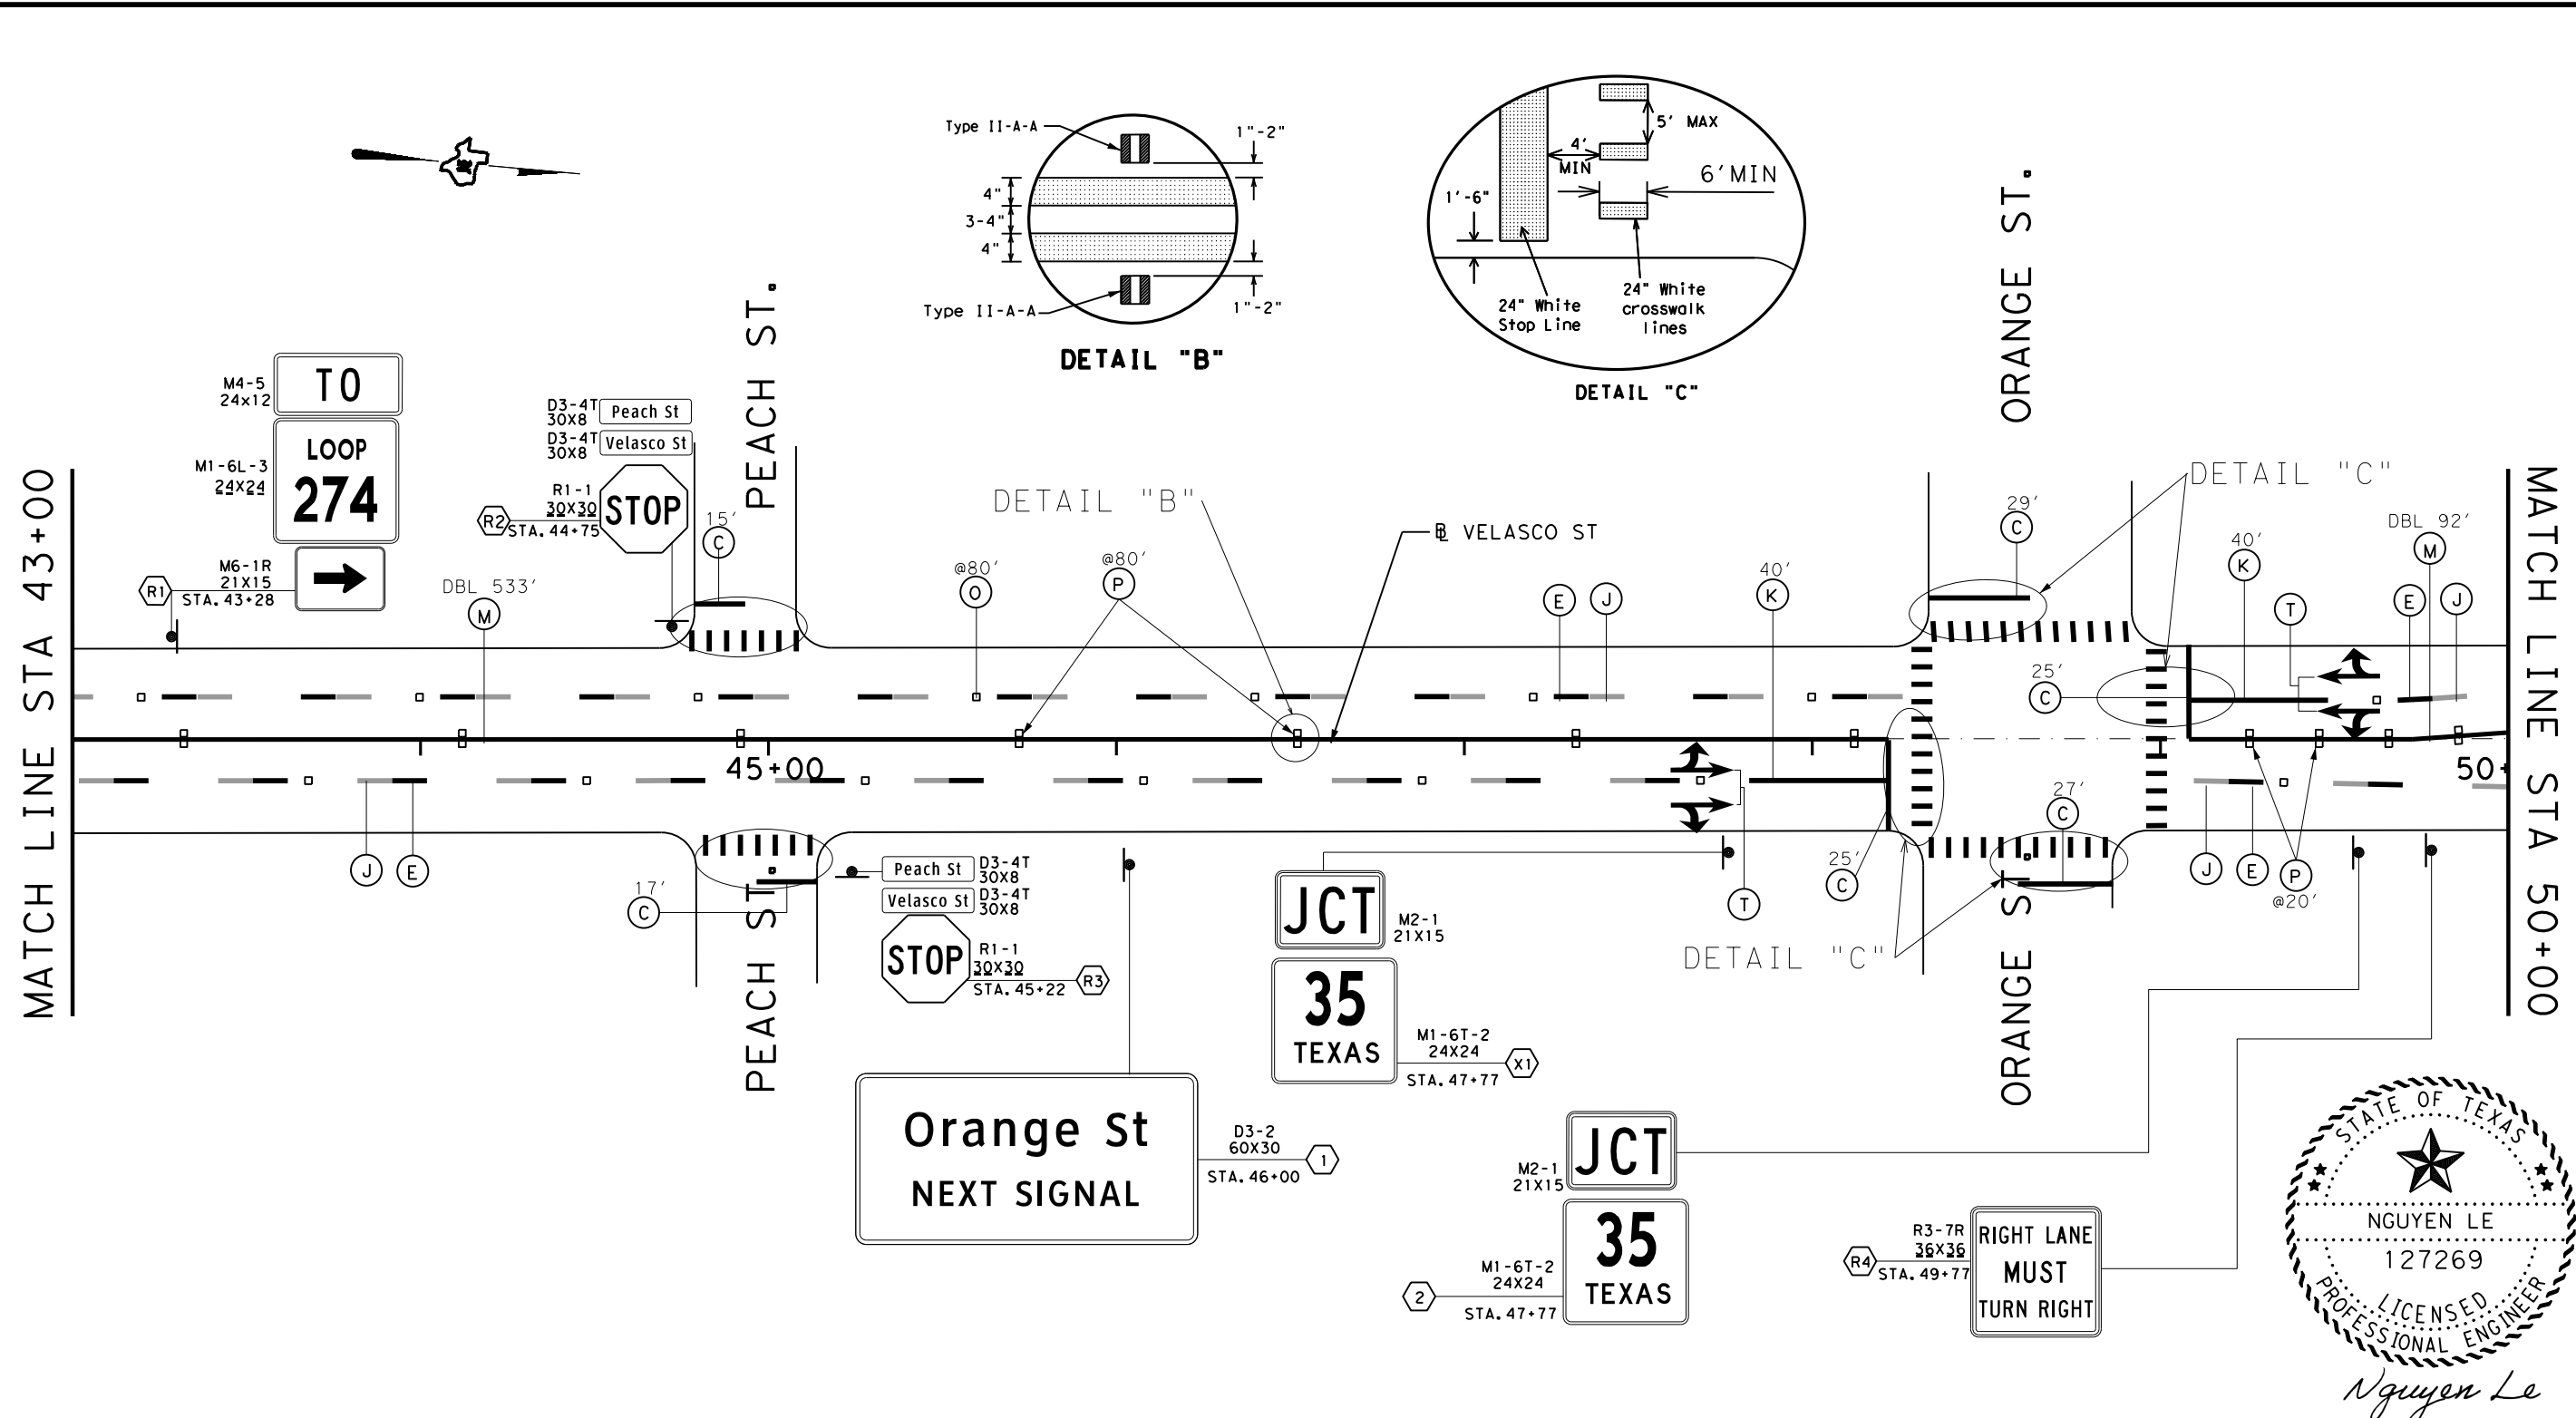 Type II-A-A
1"-2"
4"
3-4"
4"
Type II-A-A
1"-2"
DETAIL "B"
5' MAX
4'
MIN
6'MIN
1'-6"
24" White
Stop Line
24" White
crosswalk
lines
DETAIL "C"
MATCH LINE STA 43+00
M4-5
24x12
TO
M1-6L-3
24X24
LOOP
274
M6-1R
21X15
R1
STA.43+28
D3-4T
30X8
Peach St
D3-4T
30X8
Velasco St
R1-1
30X30
STOP
R2
STA.44+75
PEACH ST.
15'
C
DBL 533'
M
DETAIL "B"
@80'
O
@80'
P
℄ VELASCO ST
E
J
40'
K
ORANGE ST.
29'
C
DETAIL "C"
40'
K
DBL 92'
M
T
E
J
25'
C
MATCH LINE STA 50+00
45+00
50+
J
E
17'
C
PEACH ST.
Peach St
D3-4T
30X8
Velasco St
D3-4T
30X8
STOP
R1-1
30X30
STA.45+22
R3
JCT
M2-1
21X15
35
TEXAS
M1-6T-2
24X24
STA.47+77
X1
T
25'
C
27'
C
DETAIL "C"
ORANGE ST.
J
E
P
@20'
Orange St
NEXT SIGNAL
D3-2
60X30
STA.46+00
1
JCT
M2-1
21X15
35
TEXAS
M1-6T-2
24X24
STA.47+77
2
R3-7R
36X36
R4
STA.49+77
RIGHT LANE
MUST
TURN RIGHT
STATE OF TEXAS
NGUYEN LE
127269
LICENSED
PROFESSIONAL ENGINEER
Nguyen Le